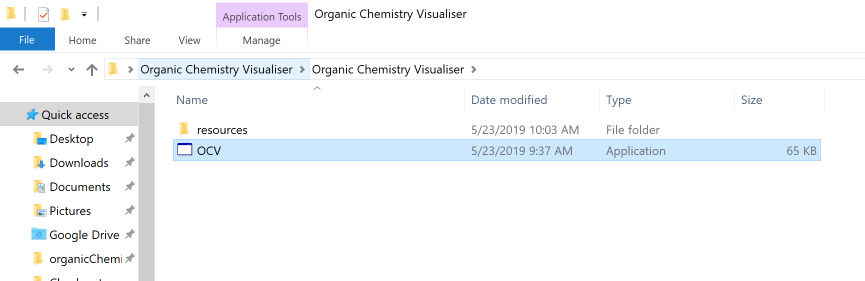 Application Tools Organic Chemistry Visualiser
File Home Share View Manage
Organic Chemistry Visualiser Organic Chemistry Visualiser
Name Date modified Type Size
Quick access
Desktop
Downloads
Documents
Pictures
Google Drive
organicChemi
resources 5/23/2019 10:03 AM File folder
OCV 5/23/2019 9:37 AM Application 65 KB